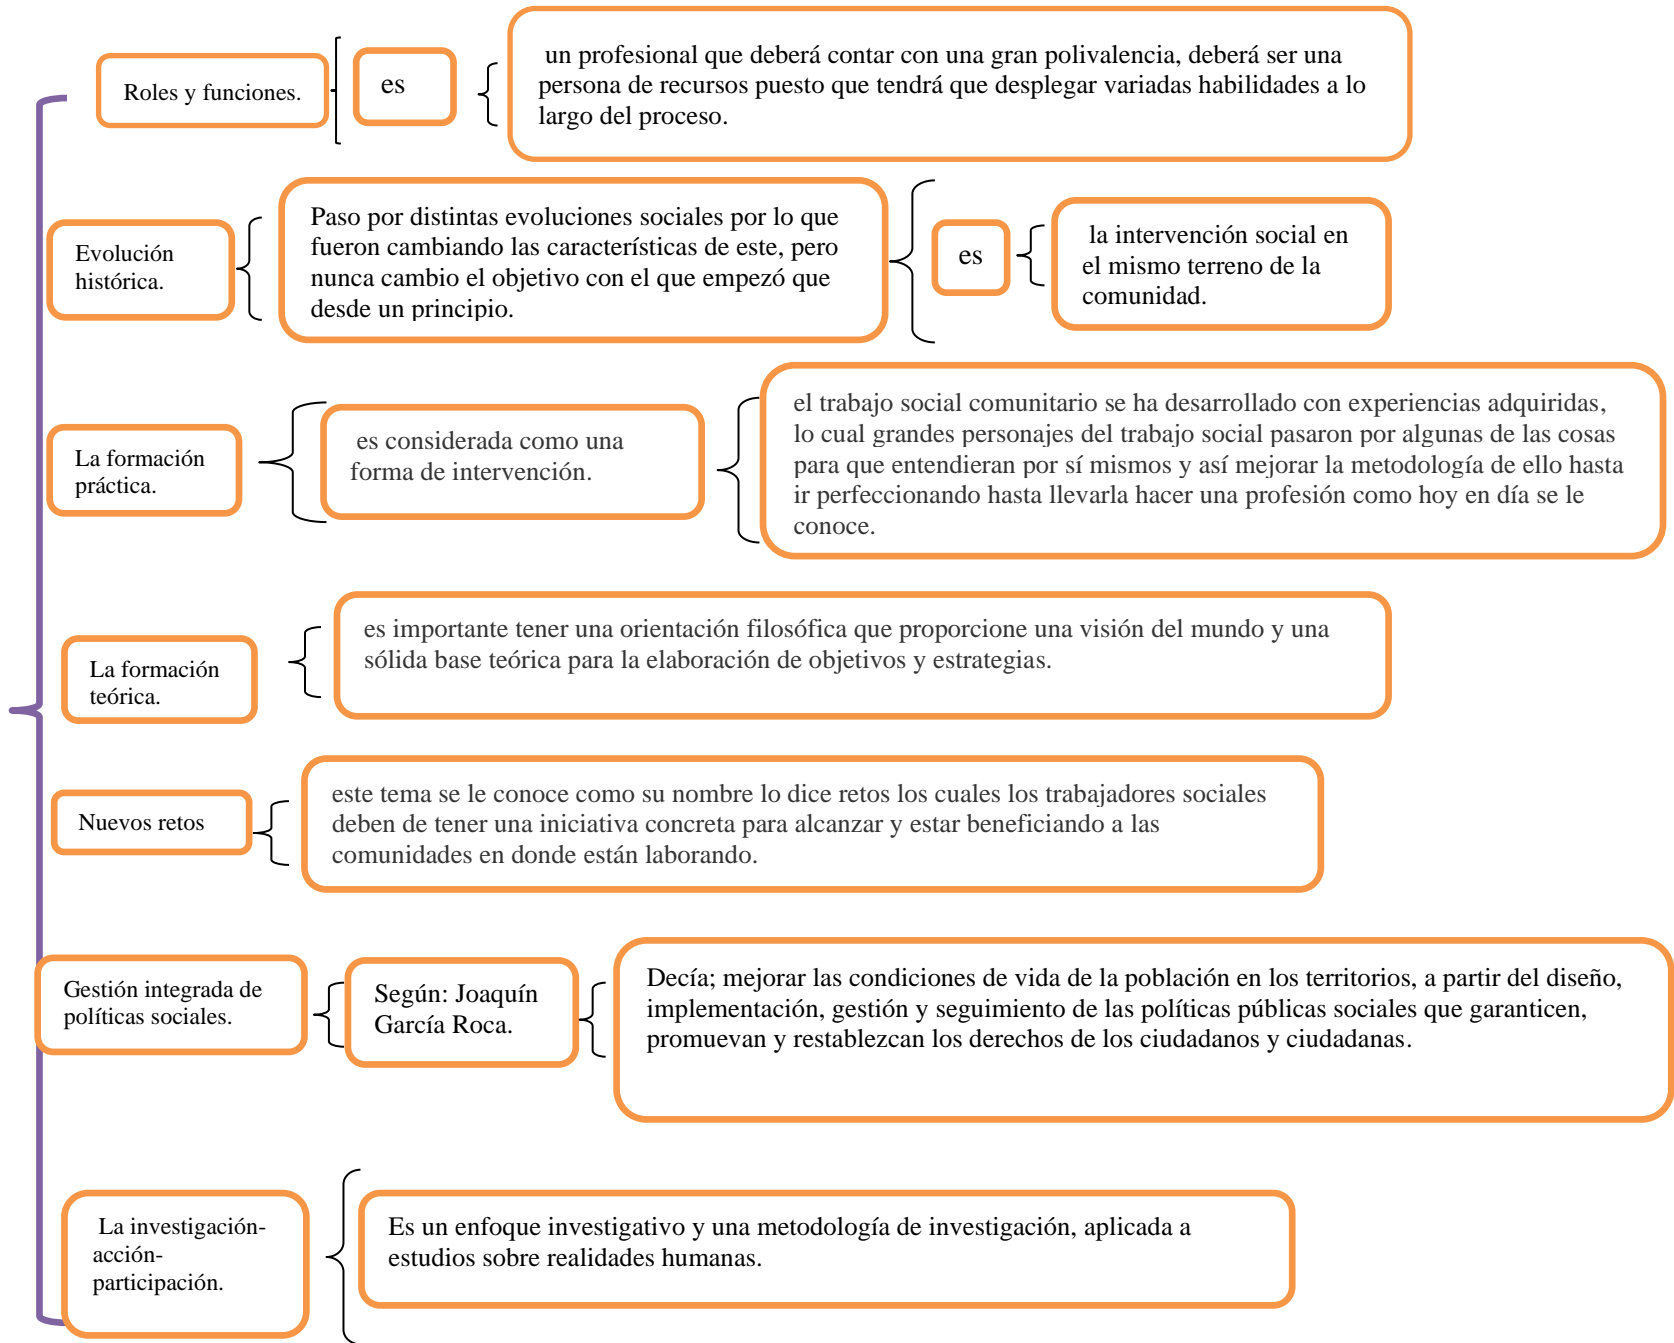 Roles y funciones.
es
un profesional que deberá contar con una gran polivalencia, deberá ser una
persona de recursos puesto que tendrá que desplegar variadas habilidades a lo
largo del proceso.
Evolución
histórica.
Paso por distintas evoluciones sociales por lo que
fueron cambiando las características de este, pero
nunca cambio el objetivo con el que empezó que
desde un principio.
es
la intervención social en
el mismo terreno de la
comunidad.
La formación
práctica.
es considerada como una
forma de intervención.
el trabajo social comunitario se ha desarrollado con experiencias adquiridas,
lo cual grandes personajes del trabajo social pasaron por algunas de las cosas
para que entendieran por sí mismos y así mejorar la metodología de ello hasta
ir perfeccionando hasta llevarla hacer una profesión como hoy en día se le
conoce.
La formación
teórica.
es importante tener una orientación filosófica que proporcione una visión del mundo y una
sólida base teórica para la elaboración de objetivos y estrategias.
Nuevos retos
este tema se le conoce como su nombre lo dice retos los cuales los trabajadores sociales
deben de tener una iniciativa concreta para alcanzar y estar beneficiando a las
comunidades en donde están laborando.
Gestión integrada de
políticas sociales.
Según: Joaquín
García Roca.
Decía; mejorar las condiciones de vida de la población en los territorios, a partir del diseño,
implementación, gestión y seguimiento de las políticas públicas sociales que garanticen,
promuevan y restablezcan los derechos de los ciudadanos y ciudadanas.
La investigación-
acción-
participación.
Es un enfoque investigativo y una metodología de investigación, aplicada a
estudios sobre realidades humanas.